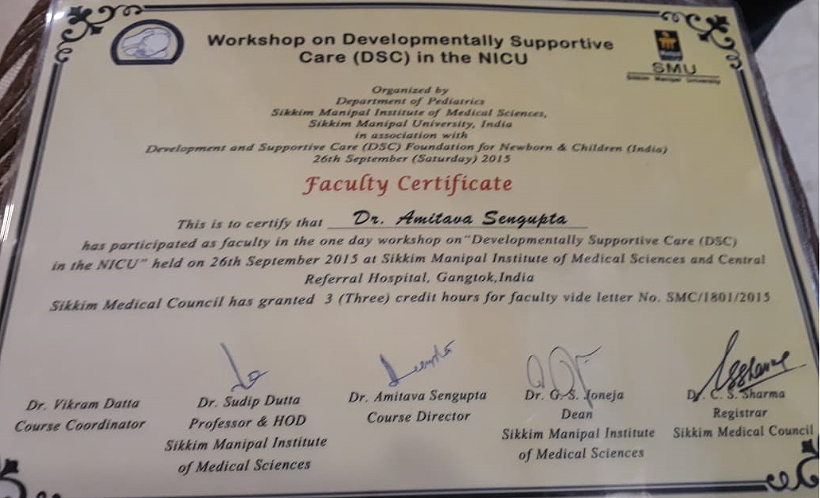 Workshop on Developmentally Supportive
Care (DSC) in the NICU
SMU
Sikkim Manipal University
Organized by
Department of Pediatrics
Sikkim Manipal Institute of Medical Sciences,
Sikkim Manipal University, India
in association with
Development and Supportive Care (DSC) Foundation for Newborn & Children (India)
26th September (Saturday) 2015
Faculty Certificate
This is to certify that Dr. Amitava Sengupta
has participated as faculty in the one day workshop on "Developmentally Supportive Care (DSC)
in the NICU" held on 26th September 2015 at Sikkim Manipal Institute of Medical Sciences and Central
Referral Hospital, Gangtok,India
Sikkim Medical Council has granted 3 (Three) credit hours for faculty vide letter No. SMC/1801/2015
Dr. Vikram Datta
Course Coordinator
Dr. Sudip Dutta
Professor & HOD
Sikkim Manipal Institute
of Medical Sciences
Dr. Amitava Sengupta
Course Director
Dr. G. S. Joneja
Dean
Sikkim Manipal Institute
of Medical Sciences
Dr. C. S. Sharma
Registrar
Sikkim Medical Council